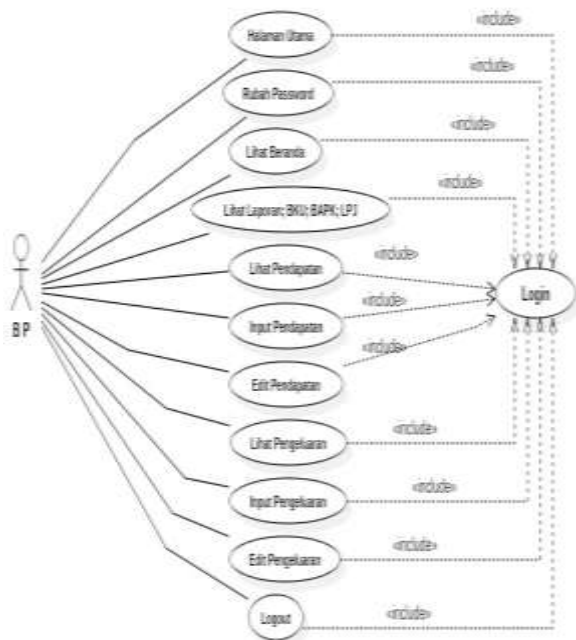 «include»
Halaman Utama
«include»
Rubah Password
«include»
Lihat Beranda
«include»
Lihat Laporan; BKU; BAPK; LPJ
«include»
Lihat Pendapatan
«include»
Login
Input Pendapatan
B P
«include»
Edit Pendapatan
Lihat Pengeluaran
«include»
Input Pengeluaran
«include»
Edit Pengeluaran
«include»
Logout
«include»